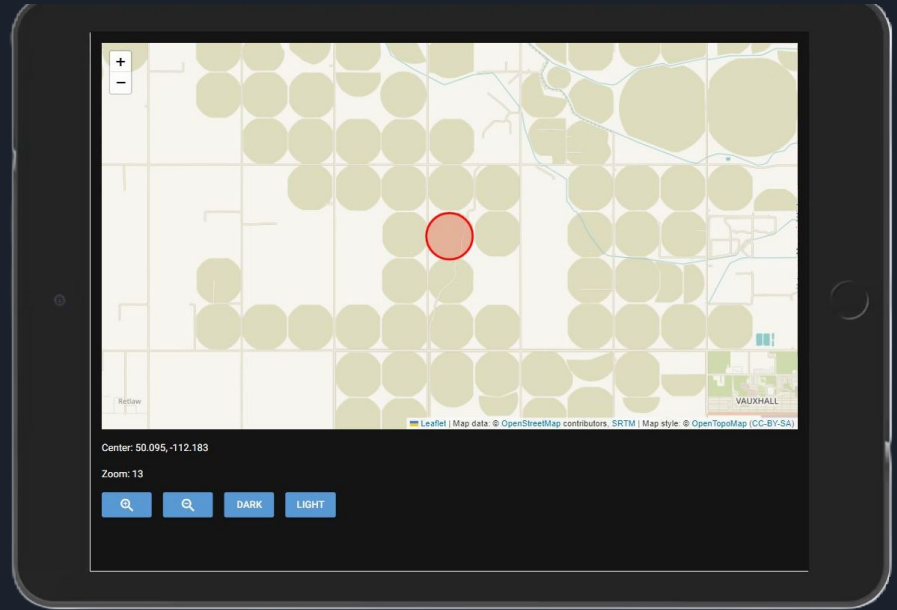 +
−
Retlaw
VAUXHALL
Leaflet | Map data: © OpenStreetMap contributors, SRTM | Map style: © OpenTopoMap (CC-BY-SA)
Center: 50.095, -112.183
Zoom: 13
DARK
LIGHT